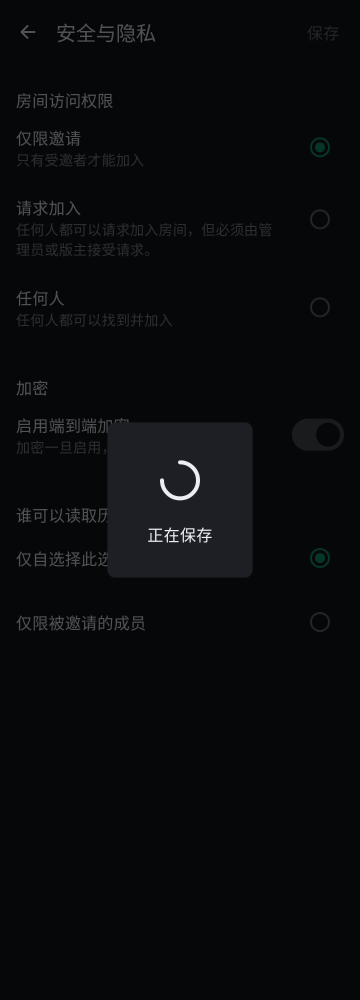 安全与隐私
保存
房间访问权限
仅限邀请
只有受邀者才能加入
请求加入
任何人都可以请求加入房间，但必须由管
理员或版主接受请求。
任何人
任何人都可以找到并加入
加密
启用端到端加密
加密一旦启用，
谁可以读取历
仅自选择此选
仅限被邀请的成员
正在保存